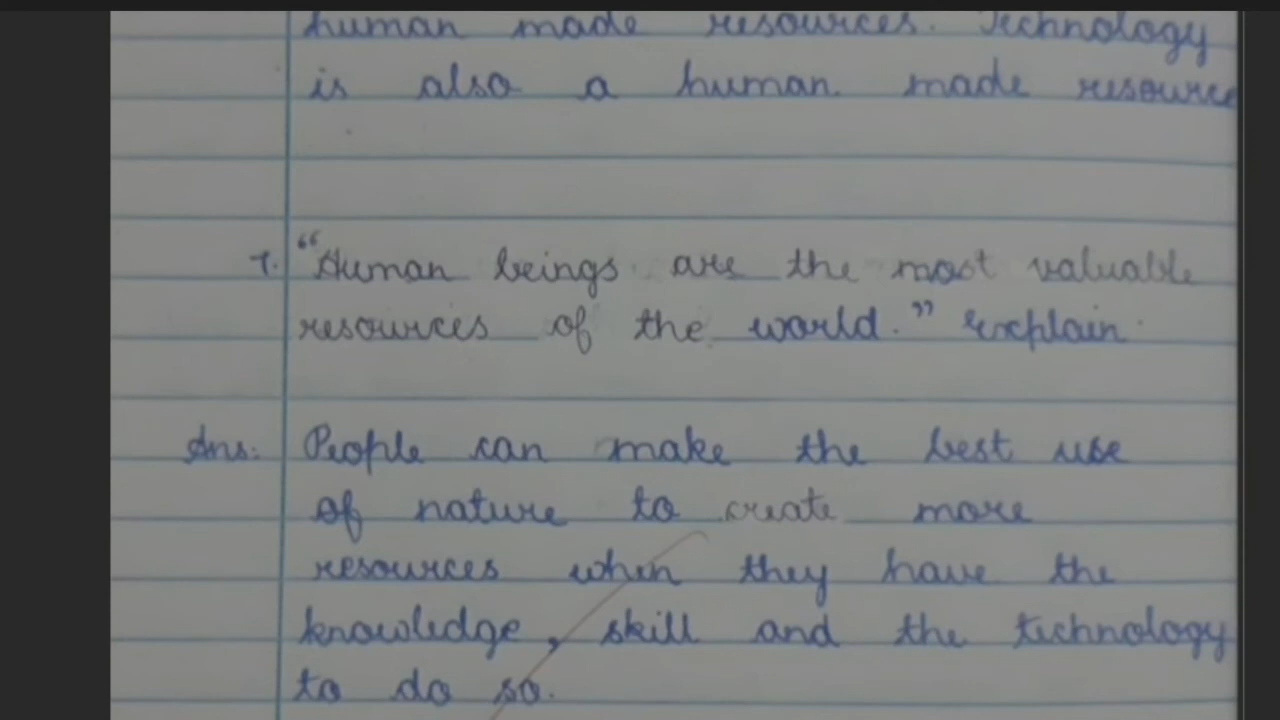 human made resources. Technology
is also a human made resource
7. "Human beings are the most valuable
resources of the world." Explain.
Ans: People can make the best use
of nature to create more
resources when they have the
knowledge, skill and the technology
to do so.